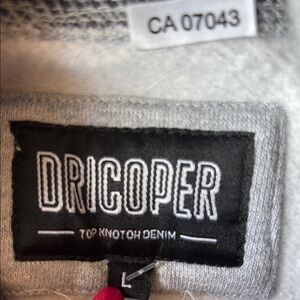 CA 07043
DRICOPER
TOP KNOTCH DENIM
L